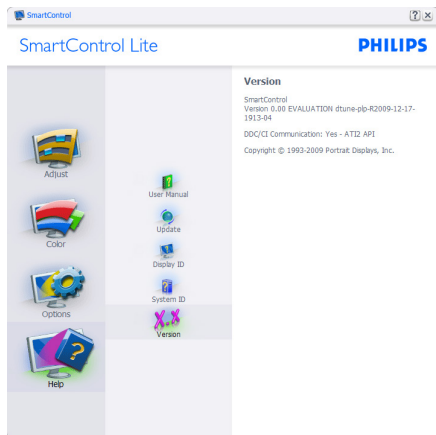 SmartControl
SmartControl Lite
PHILIPS
Adjust
Color
Options
Help
User Manual
Update
Display ID
System ID
X.X
Version
Version
SmartControl
Version 0.00 EVALUATION dtune-plp-R2009-12-17-
1913-04
DDC/CI Communication: Yes - ATI2 API
Copyright © 1993-2009 Portrait Displays, Inc.